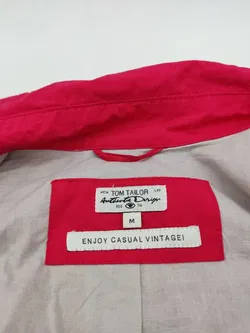 TOM TAILOR
Authentic Design
M
ENJOY CASUAL VINTAGE!